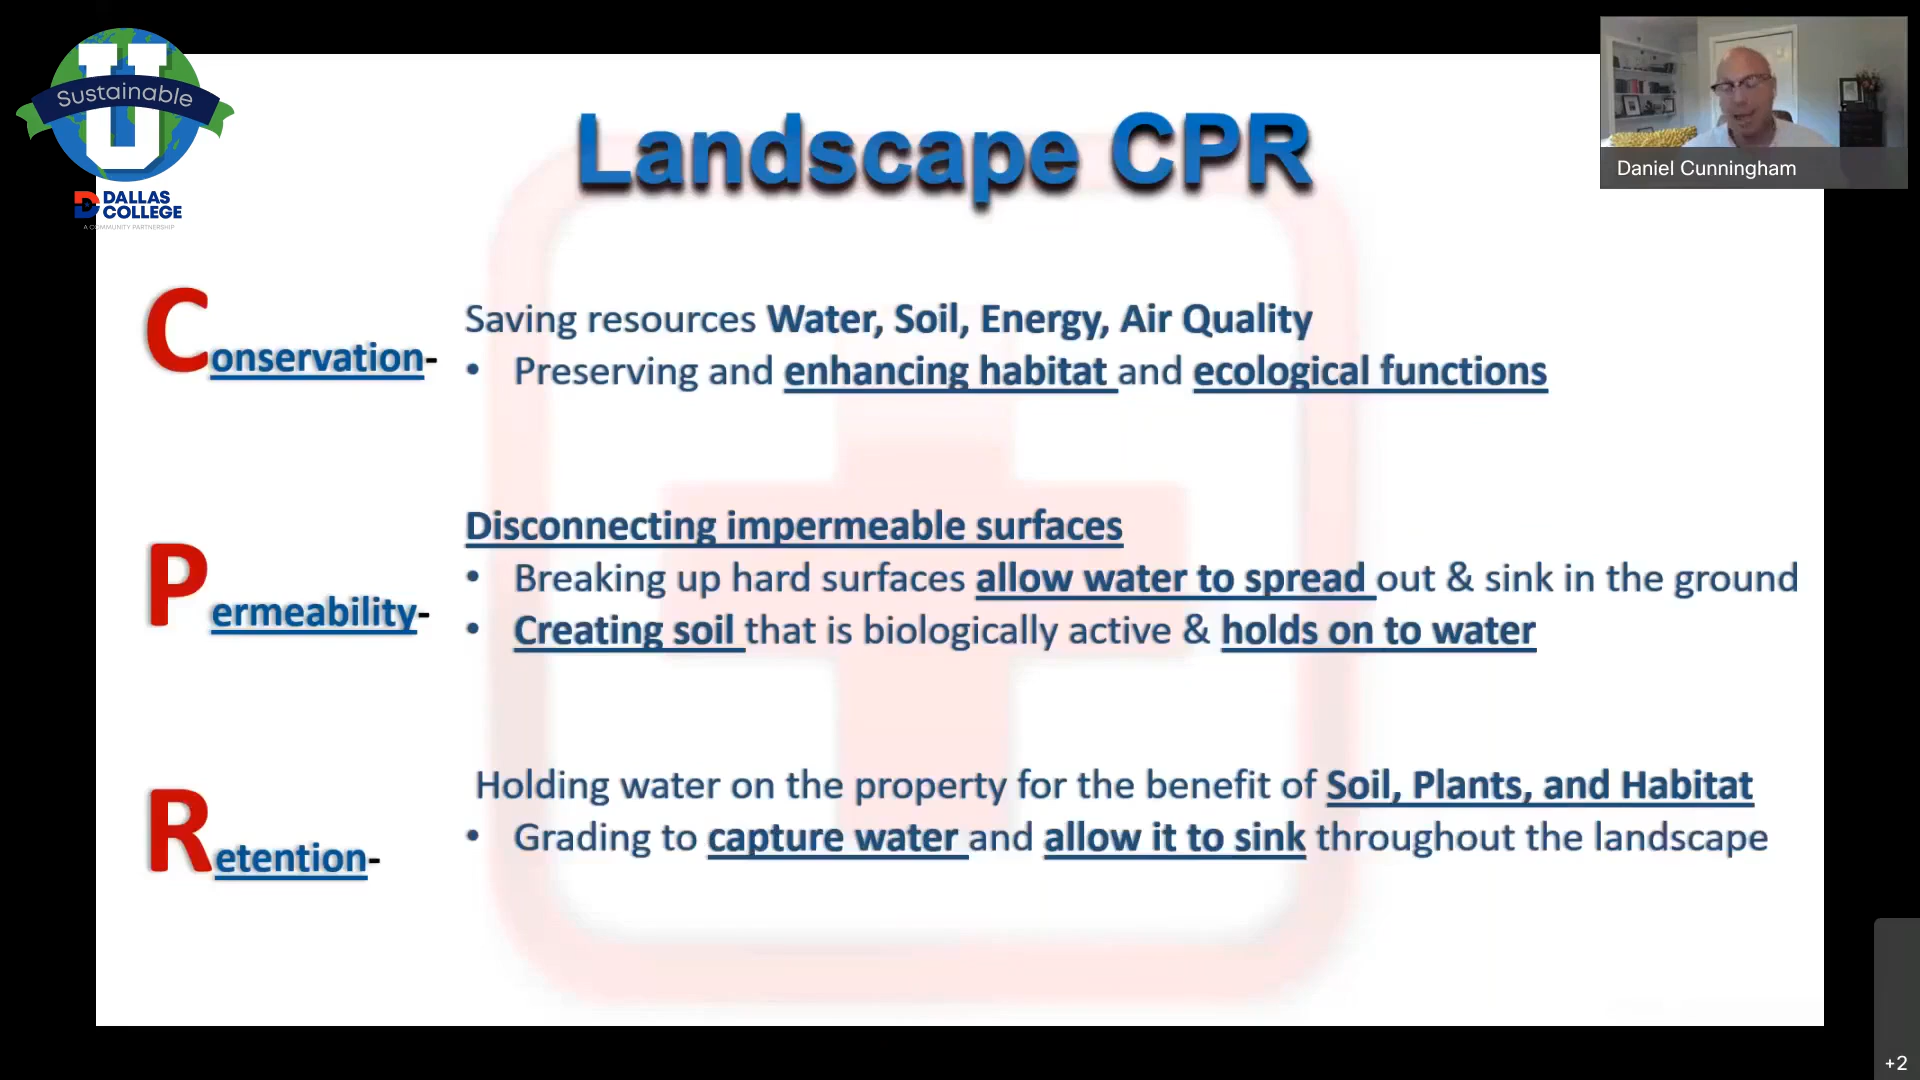 U
Sustainable
DALLAS
COLLEGE
A COMMUNITY PARTNERSHIP
Landscape CPR
Daniel Cunningham
Conservation-
Saving resources Water, Soil, Energy, Air Quality
• Preserving and enhancing habitat and ecological functions
Permeability-
Disconnecting impermeable surfaces
• Breaking up hard surfaces allow water to spread out & sink in the ground
• Creating soil that is biologically active & holds on to water
Retention-
Holding water on the property for the benefit of Soil, Plants, and Habitat
• Grading to capture water and allow it to sink throughout the landscape
+2